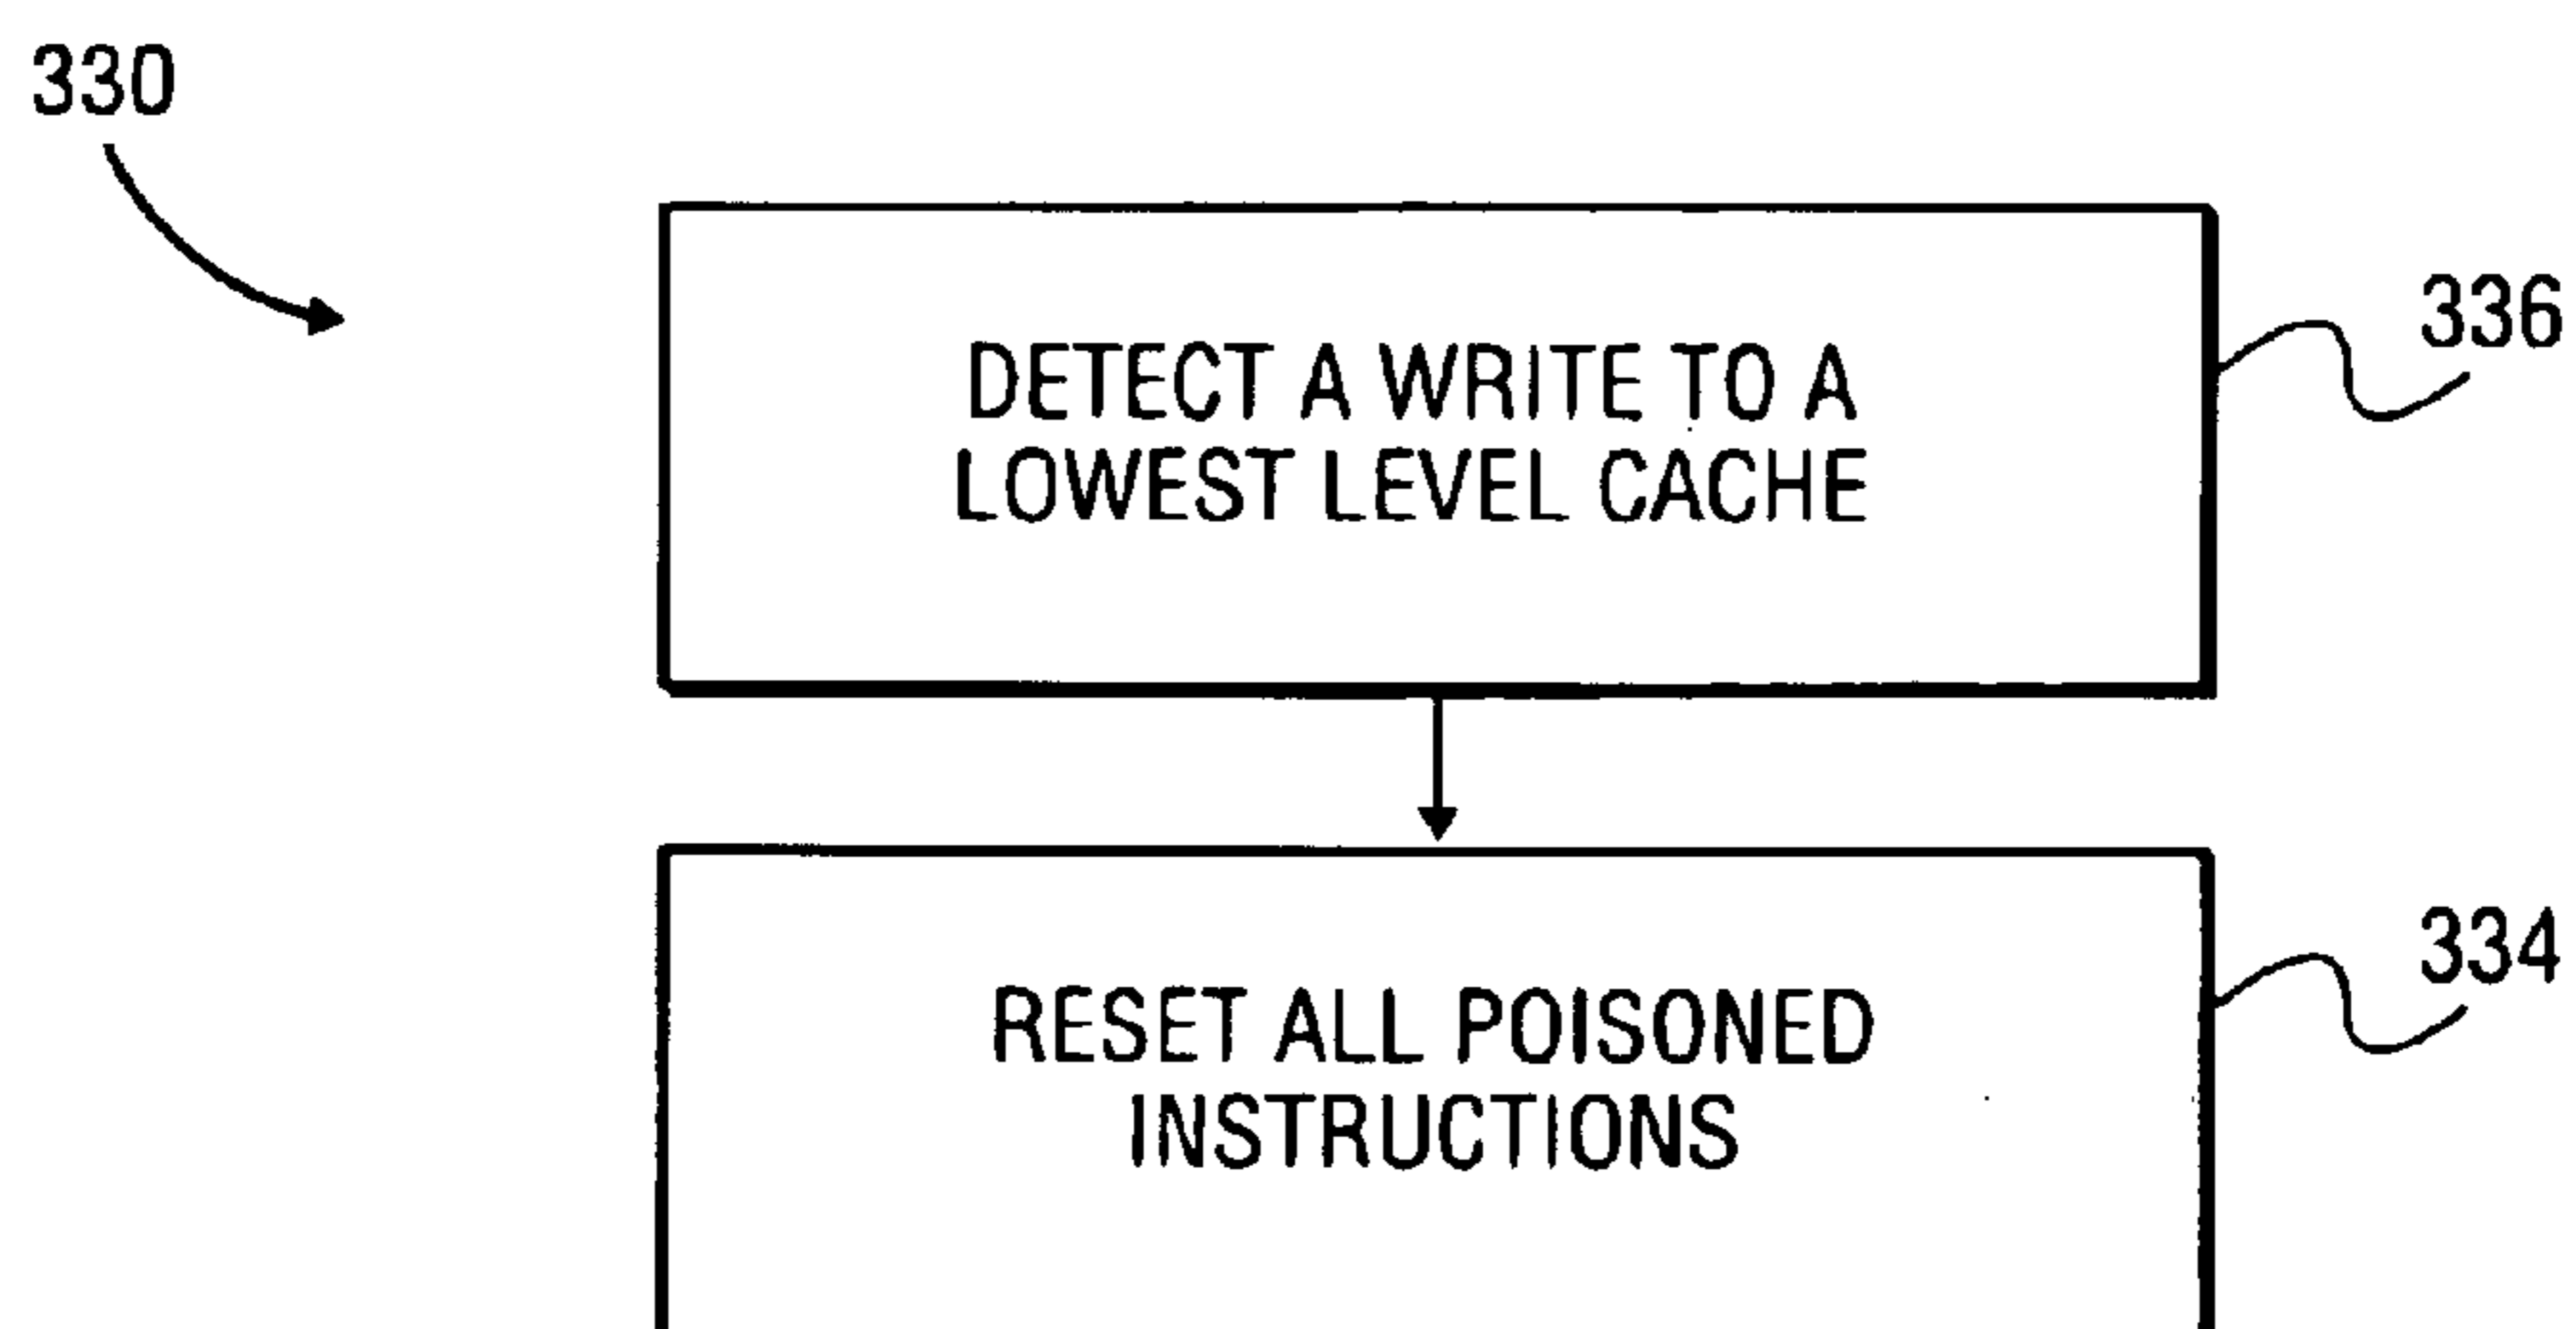 330
336
DETECT A WRITE TO A
LOWEST LEVEL CACHE
334
RESET ALL POISONED
INSTRUCTIONS